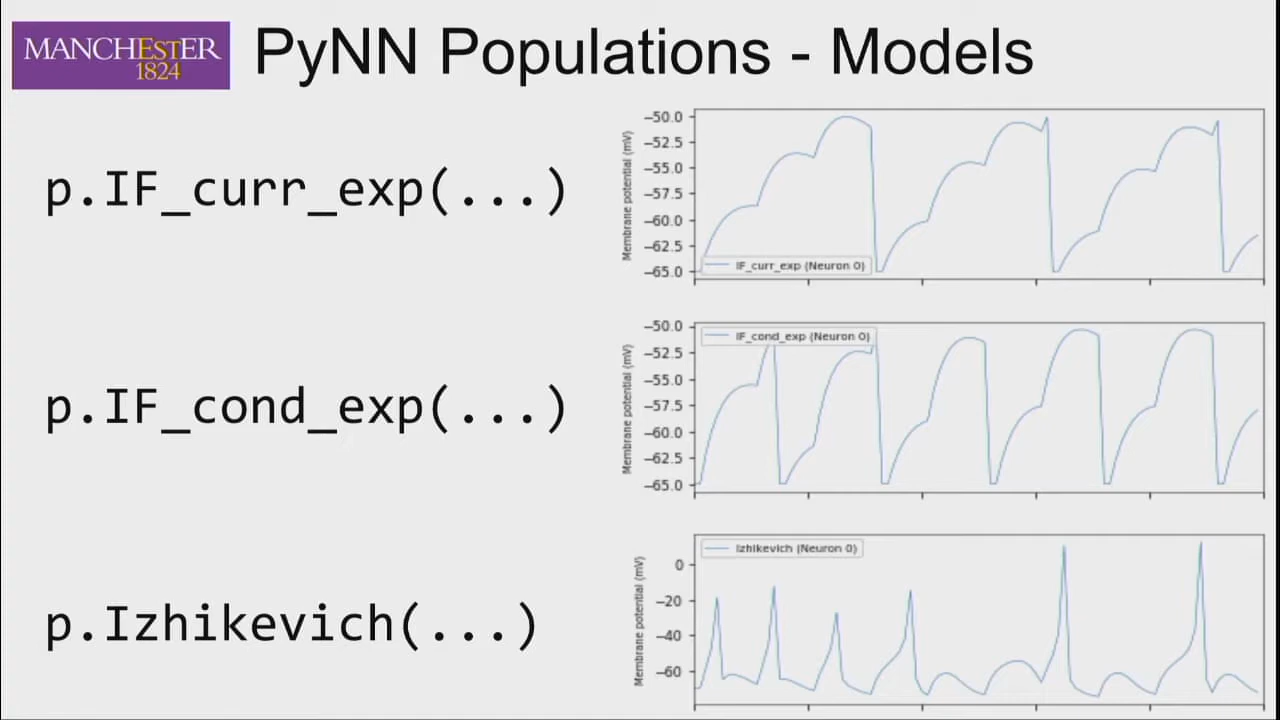 MANCHESTER
1824
PyNN Populations - Models
p.IF_curr_exp(...)
Membrane potential (mV)
−50.0
−52.5
−55.0
−57.5
−60.0
−62.5
−65.0
IF_curr_exp (Neuron 0)
p.IF_cond_exp(...)
Membrane potential (mV)
−50.0
−52.5
−55.0
−57.5
−60.0
−62.5
−65.0
IF_cond_exp (Neuron 0)
p.Izhikevich(...)
Membrane potential (mV)
0
−20
−40
−60
Izhikevich (Neuron 0)